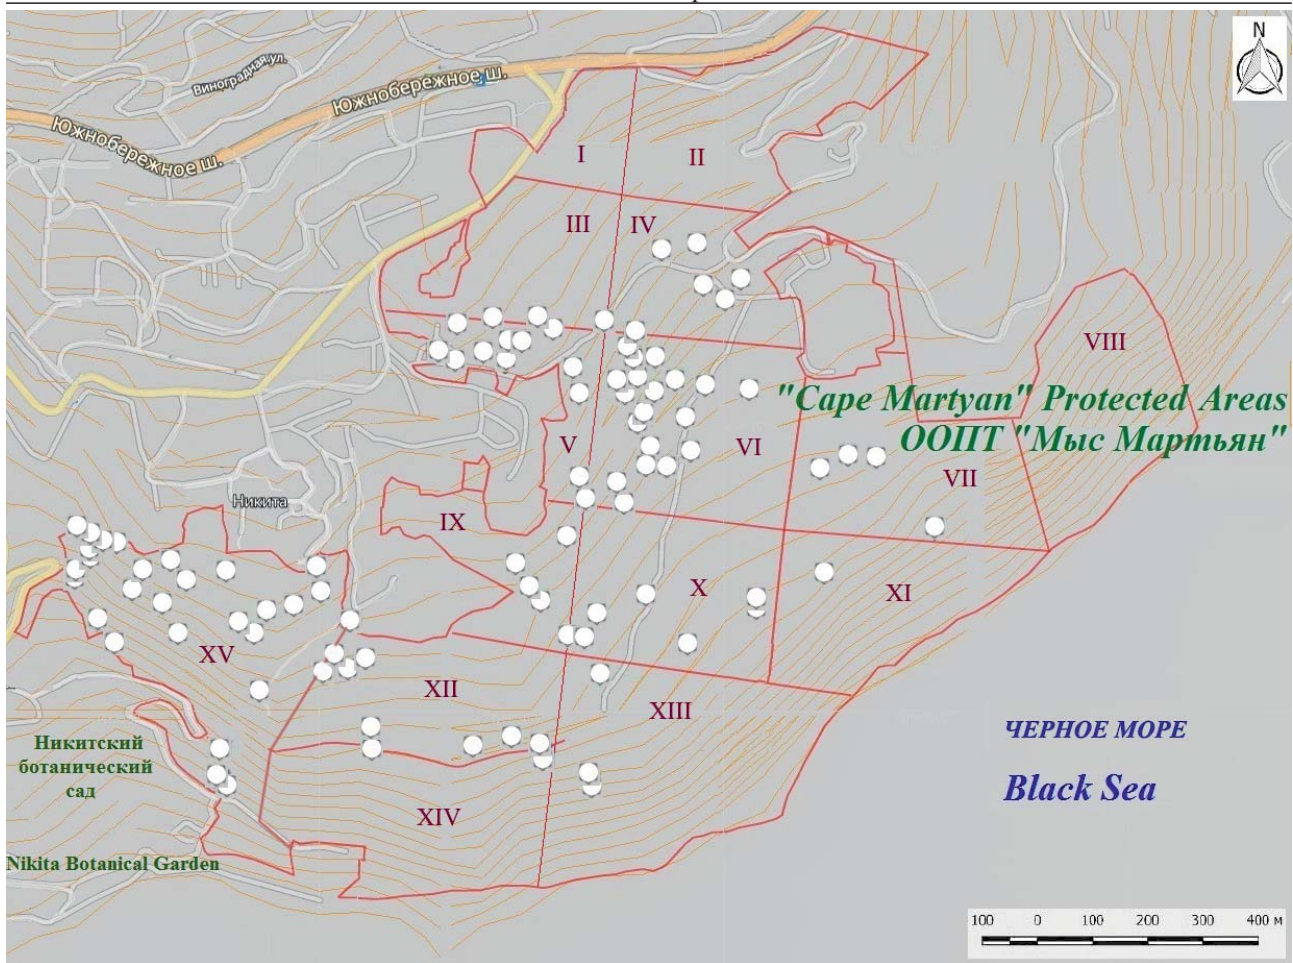 N
Виноградная ул.
Южнобережное ш.
Южнобережное ш.
I
II
III
IV
VIII
"Cape Martyan" Protected Areas
ООПТ "Мыс Мартьян"
V
VI
VII
Никита
IX
X
XI
XV
XII
XIII
ЧЕРНОЕ МОРЕ
Black Sea
Никитский
ботанический
сад
XIV
Nikita Botanical Garden
100 0 100 200 300 400 м